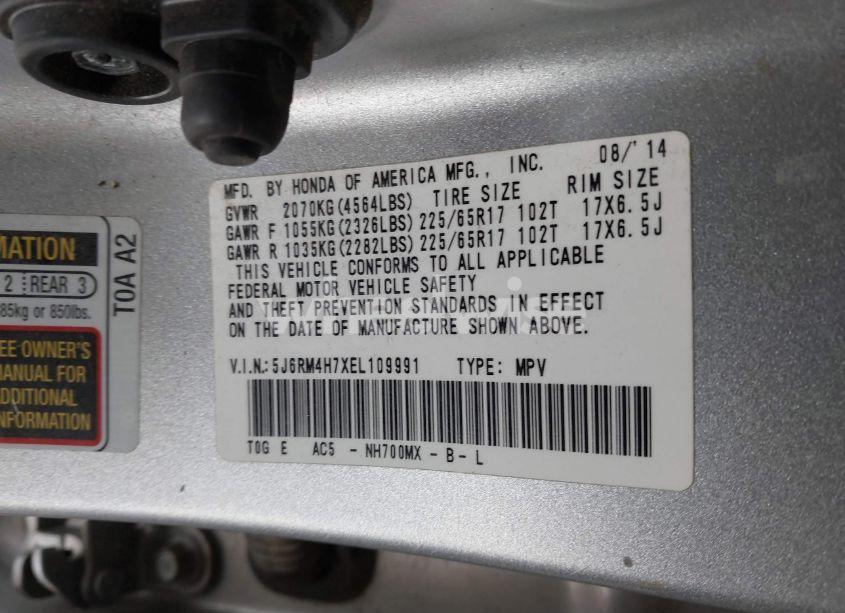 MFD. BY HONDA OF AMERICA MFG., INC. 08/'14
GVWR 2070KG(4564LBS) TIRE SIZE RIM SIZE
GAWR F 1055KG(2326LBS) 225/65R17 102T 17X6.5J
GAWR R 1035KG(2282LBS) 225/65R17 102T 17X6.5J
THIS VEHICLE CONFORMS TO ALL APPLICABLE
FEDERAL MOTOR VEHICLE SAFETY
AND THEFT PREVENTION STANDARDS IN EFFECT
ON THE DATE OF MANUFACTURE SHOWN ABOVE.
V.I.N.:5J6RM4H7XEL109991 TYPE: MPV
T0G E AC5 - NH700MX - B - L
MATION
2 REAR 3
85kg or 850lbs.
EE OWNER'S
MANUAL FOR
ADDITIONAL
NFORMATION
T0A A2